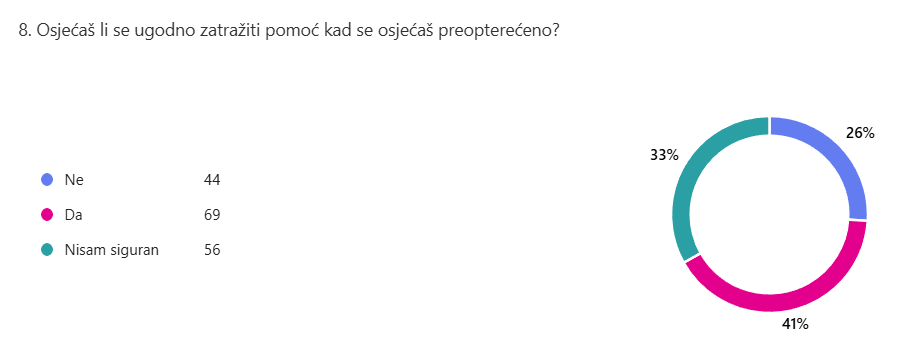 8. Osjećaš li se ugodno zatražiti pomoć kad se osjećaš preopterećeno?
Ne 44
Da 69
Nisam siguran 56
26%
33%
41%